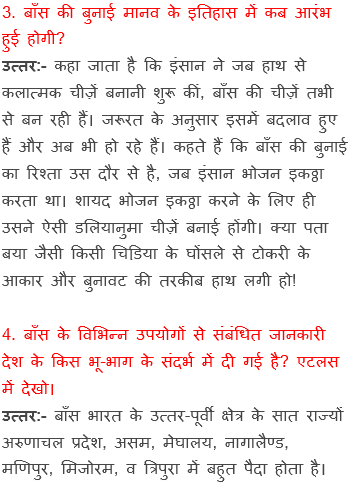 3. बाँस की बुनाई मानव के इतिहास में कब आरंभ
हुई होगी?
उत्तर:- कहा जाता है कि इंसान ने जब हाथ से
कलात्मक चीज़ें बनानी शुरू कीं, बाँस की चीज़ें तभी
से बन रही हैं। जरूरत के अनुसार इसमें बदलाव हुए
हैं और अब भी हो रहे हैं। कहते हैं कि बाँस की बुनाई
का रिश्ता उस दौर से है, जब इंसान भोजन इकठ्ठा
करता था। शायद भोजन इकठ्ठा करने के लिए ही
उसने ऐसी डलियानुमा चीज़ें बनाई होंगी। क्या पता
बया जैसी किसी चिडिया के घोंसले से टोकरी के
आकार और बुनावट की तरकीब हाथ लगी हो!
4. बाँस के विभिन्न उपयोगों से संबंधित जानकारी
देश के किस भू-भाग के संदर्भ में दी गई है? एटलस
में देखो।
उत्तर:- बाँस भारत के उत्तर-पूर्वी क्षेत्र के सात राज्यों
अरुणाचल प्रदेश, असम, मेघालय, नागालैण्ड,
मणिपुर, मिजोरम, व त्रिपुरा में बहुत पैदा होता है।